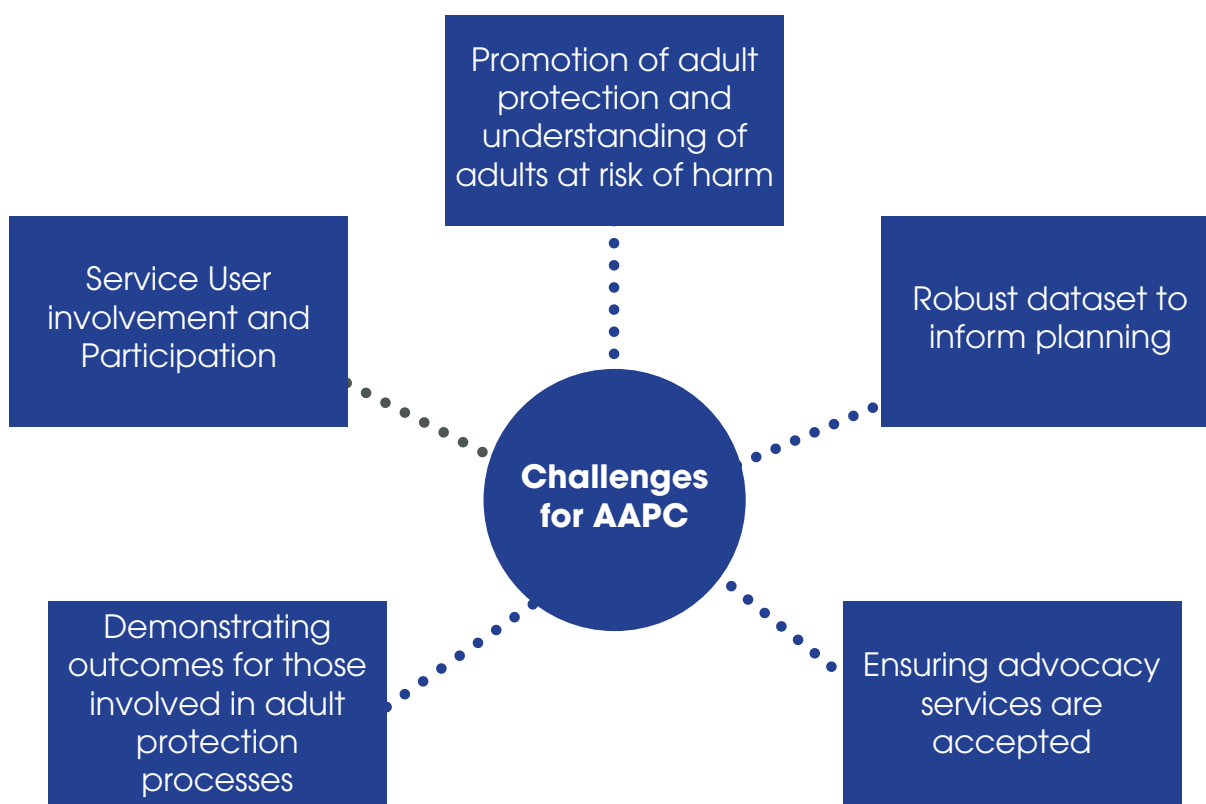 Promotion of adult
protection and
understanding of
adults at risk of harm
Service User
involvement and
Participation
Robust dataset to
inform planning
Challenges
for AAPC
Demonstrating
outcomes for those
involved in adult
protection
processes
Ensuring advocacy
services are
accepted